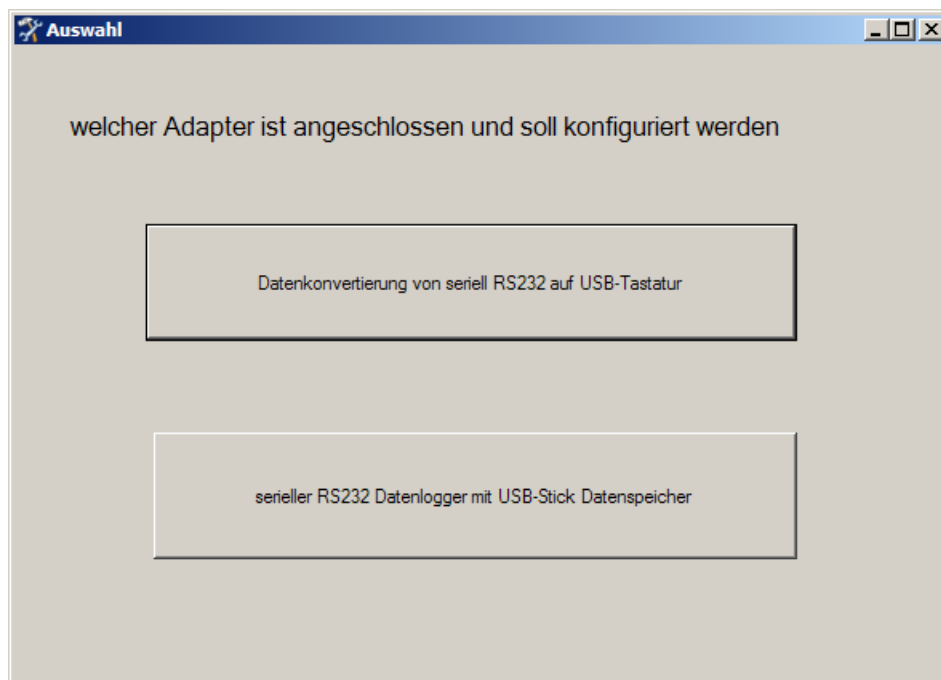 Auswahl
welcher Adapter ist angeschlossen und soll konfiguriert werden
Datenkonvertierung von seriell RS232 auf USB-Tastatur
serieller RS232 Datenlogger mit USB-Stick Datenspeicher